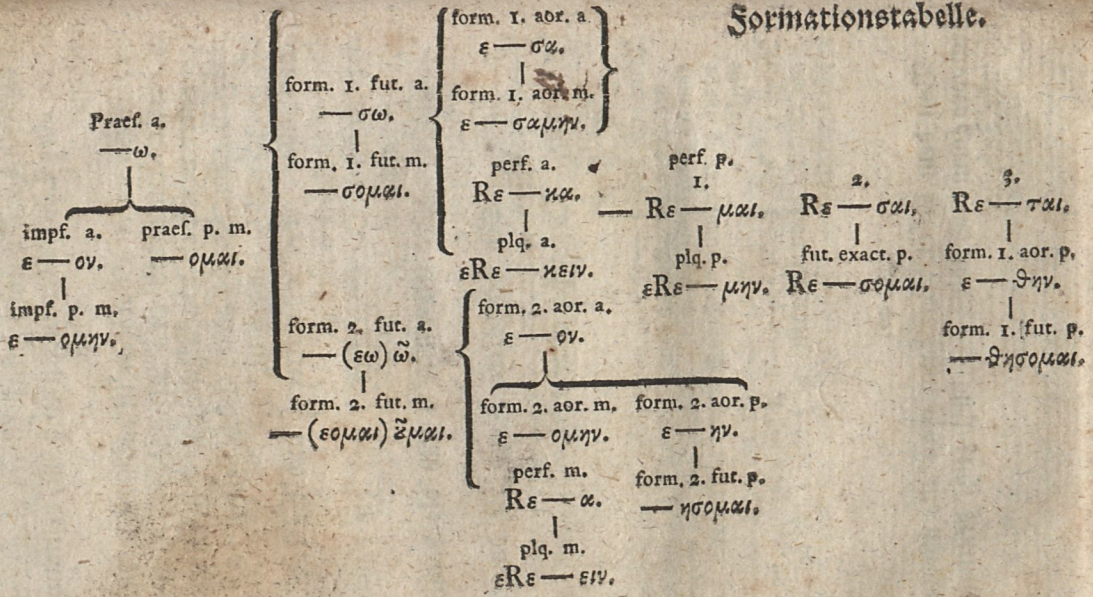 Formationstabelle.
Praeſ. a.
—ω.
impf. a.
ε—ον.
impf. p. m.
ε—ομην.
praeſ. p. m.
—ομαι.
form. 1. fut. a.
—σω.
form. 1. fut. m.
—σομαι.
form. 2. fut. a.
—(εω) ῶ.
form. 2. fut. m.
—(εομαι) ȣ͂μαι.
form. 1. aor. a.
ε—σα.
form. 1. aor. m.
ε—σαμην.
perf. a.
Rε—κα.
plq. a.
εRε—κειν.
— perf. p.
1.
Rε—μαι.
plq. p.
εRε—μην.
2.
Rε—σαι.
fut. exact. p.
Rε—σομαι.
3.
Rε—ται.
form. 1. aor. p.
ε—ϑην.
form. 1. fut. p.
—ϑησομαι.
form. 2. aor. a.
ε—ον.
form. 2. aor. m.
ε—ομην.
perf. m.
Rε—α.
plq. m.
εRε—ειν.
form. 2. aor. p.
ε—ην.
form. 2. fut. p.
—ησομαι.